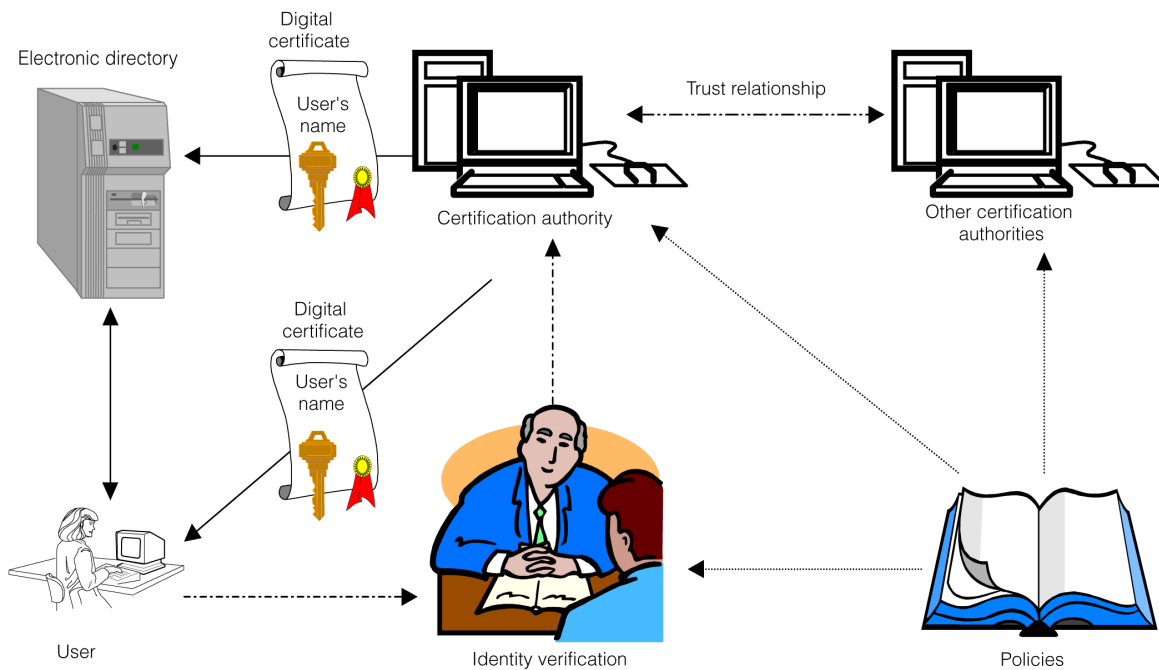 Digital
certificate
Electronic directory
User's
name
Trust relationship
Certification authority
Other certification
authorities
Digital
certificate
User's
name
User
Identity verification
Policies